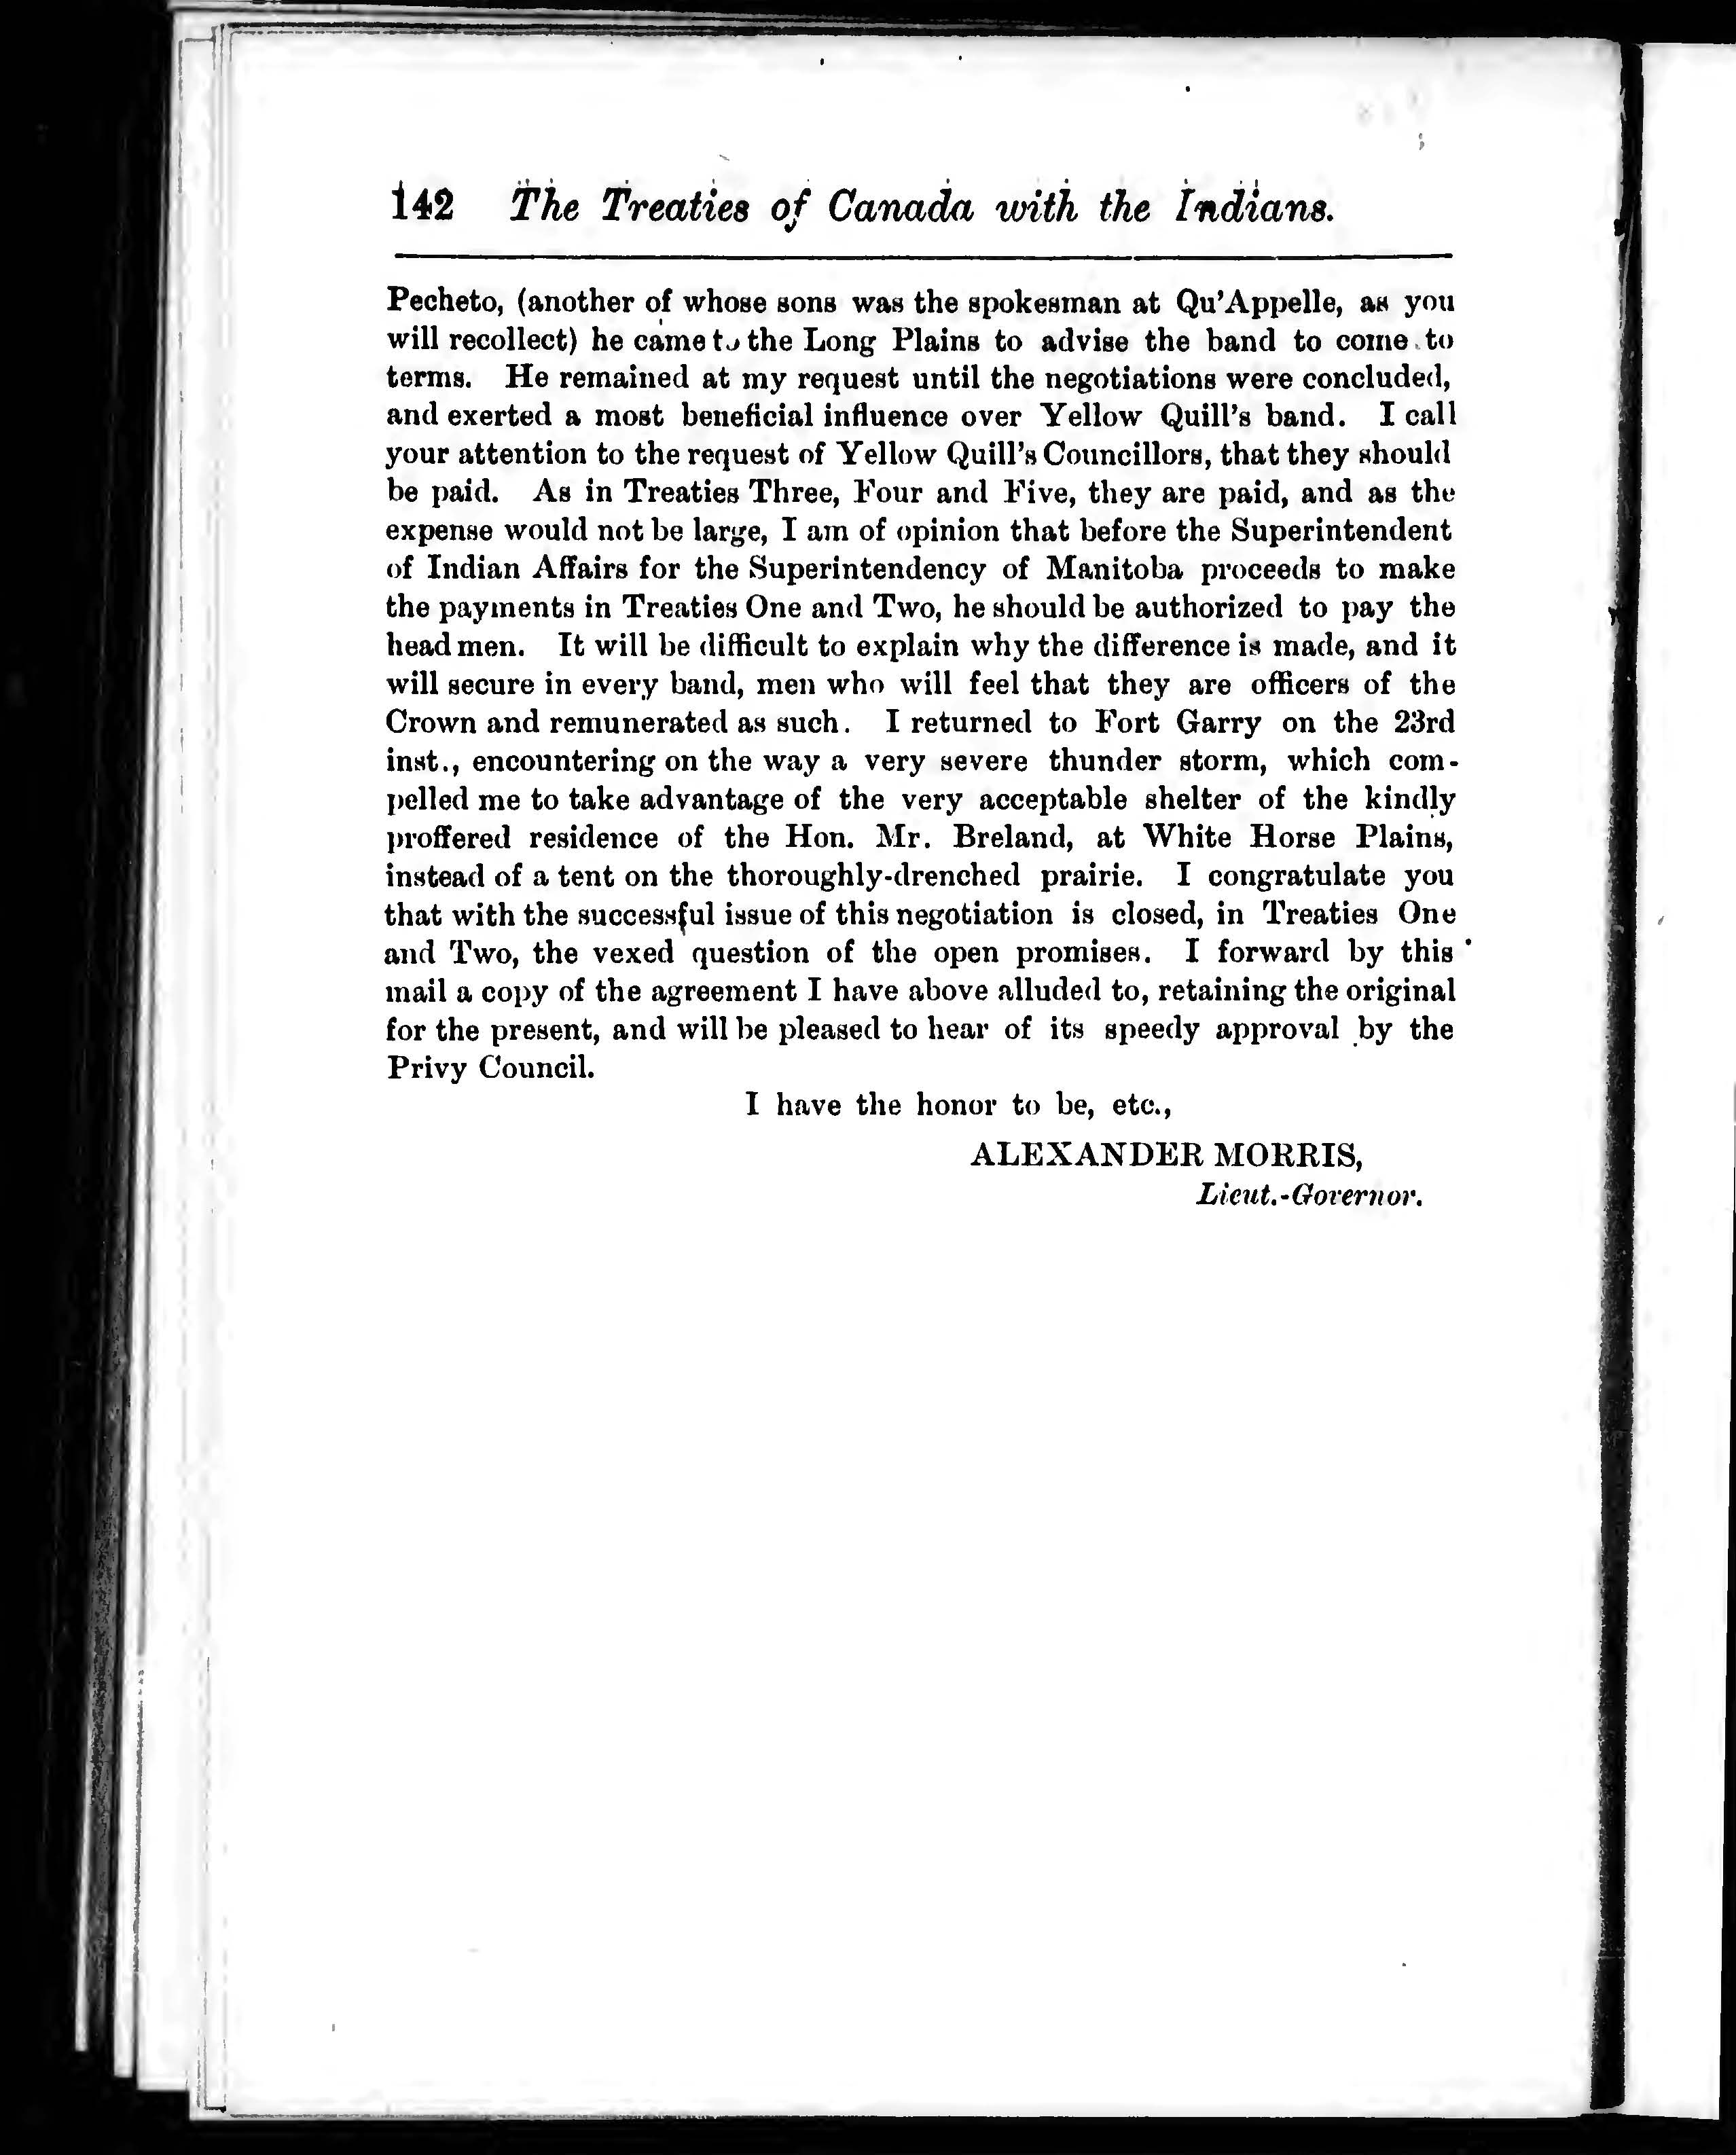 142 The Treaties of Canada with the Indians.
Pecheto, (another of whose sons was the spokesman at Qu'Appelle, as you
will recollect) he came to the Long Plains to advise the band to come to
terms. He remained at my request until the negotiations were concluded,
and exerted a most beneficial influence over Yellow Quill's band. I call
your attention to the request of Yellow Quill's Councillors, that they should
be paid. As in Treaties Three, Four and Five, they are paid, and as the
expense would not be large, I am of opinion that before the Superintendent
of Indian Affairs for the Superintendency of Manitoba proceeds to make
the payments in Treaties One and Two, he should be authorized to pay the
head men. It will be difficult to explain why the difference is made, and it
will secure in every band, men who will feel that they are officers of the
Crown and remunerated as such. I returned to Fort Garry on the 23rd
inst., encountering on the way a very severe thunder storm, which com-
pelled me to take advantage of the very acceptable shelter of the kindly
proffered residence of the Hon. Mr. Breland, at White Horse Plains,
instead of a tent on the thoroughly-drenched prairie. I congratulate you
that with the successful issue of this negotiation is closed, in Treaties One
and Two, the vexed question of the open promises. I forward by this
mail a copy of the agreement I have above alluded to, retaining the original
for the present, and will be pleased to hear of its speedy approval by the
Privy Council.
I have the honor to be, etc.,
ALEXANDER MORRIS,
Lieut.-Governor.